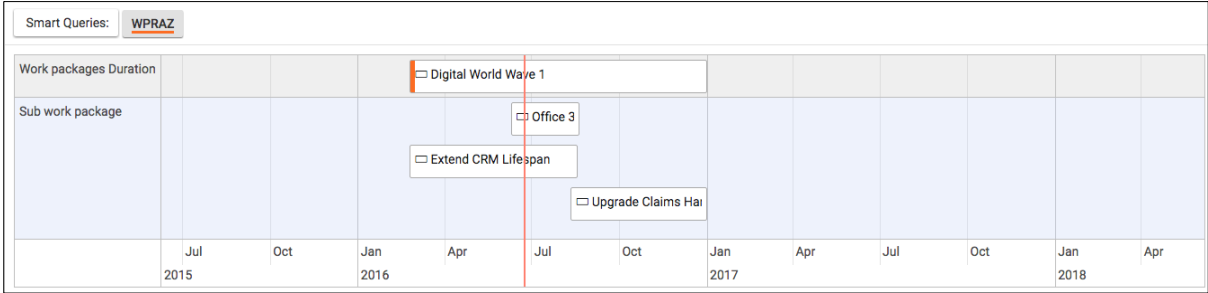 Smart Queries: WPRAZ
Work packages Duration
Digital World Wave 1
Sub work package
Office 3
Extend CRM Lifespan
Upgrade Claims Har
Jul Oct Jan Apr Jul Oct Jan Apr Jul Oct Jan Apr
2015 2016 2017 2018